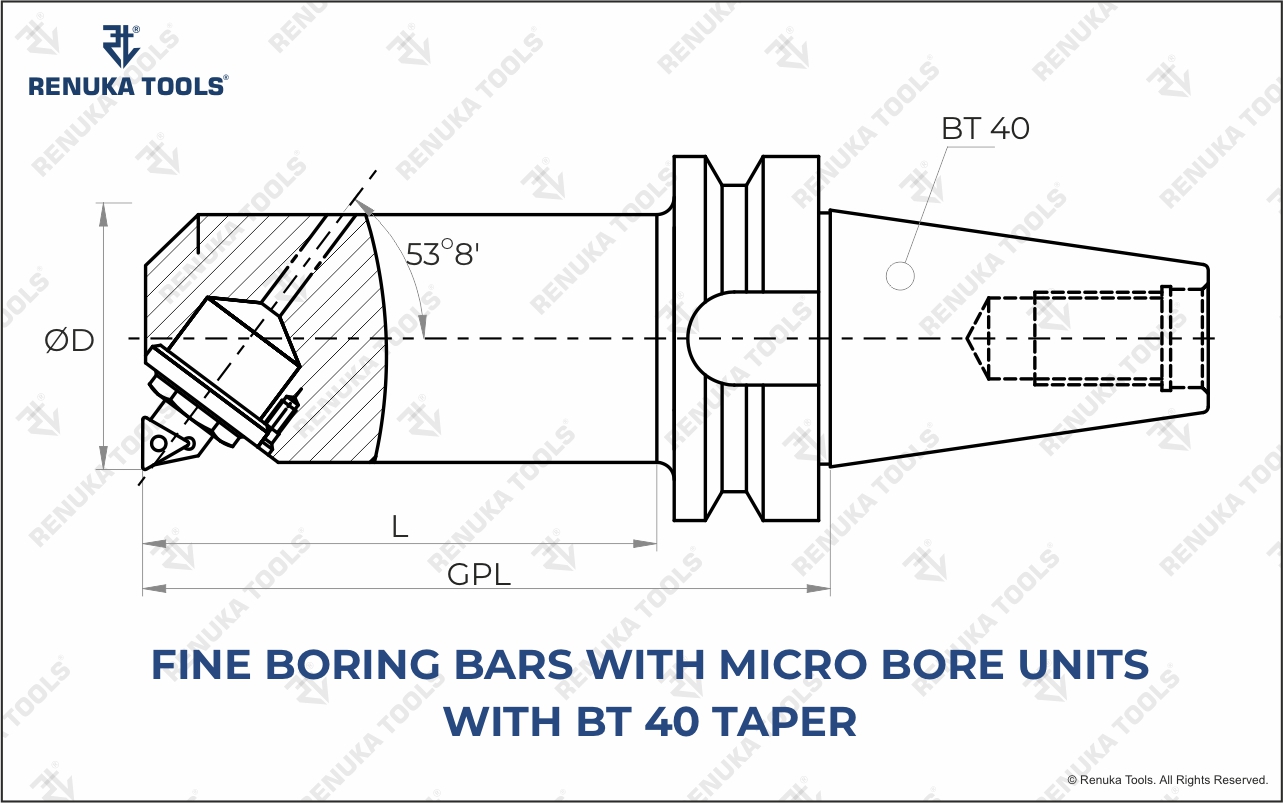 RENUKA TOOLS®
BT 40
53°8'
ØD
L
GPL
FINE BORING BARS WITH MICRO BORE UNITS
WITH BT 40 TAPER
© Renuka Tools. All Rights Reserved.